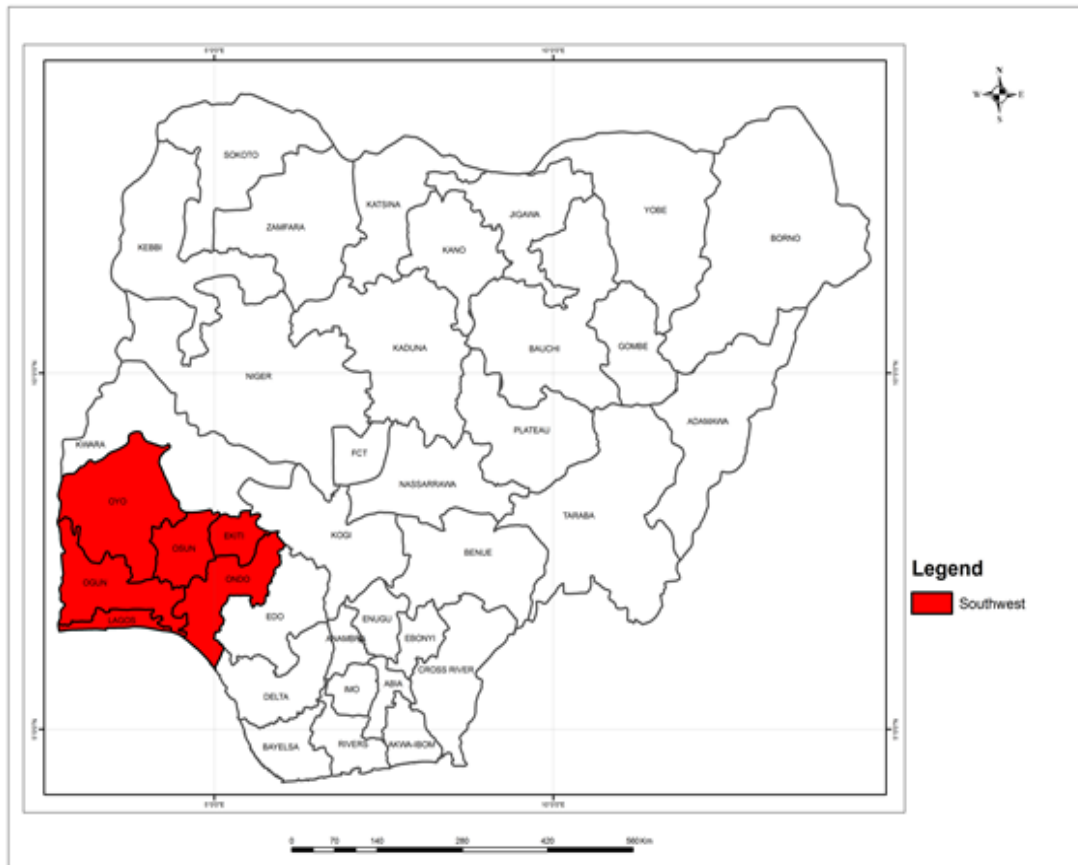 N
W E
S
SOKOTO
KATSINA
JIGAWA
YOBE
BORNO
KEBBI
ZAMFARA
KANO
KADUNA
BAUCHI
GOMBE
NIGER
ADAMAWA
PLATEAU
KWARA
FCT
NASSARRAWA
OYO
TARABA
KOGI
BENUE
OSUN
EKITI
OGUN
ONDO
LAGOS
EDO
ENUGU
EBONYI
CROSS RIVER
IMO
ABIA
DELTA
BAYELSA
RIVERS
AKWA-IBOM
Legend
Southwest
0 70 140 280 420 560 Km